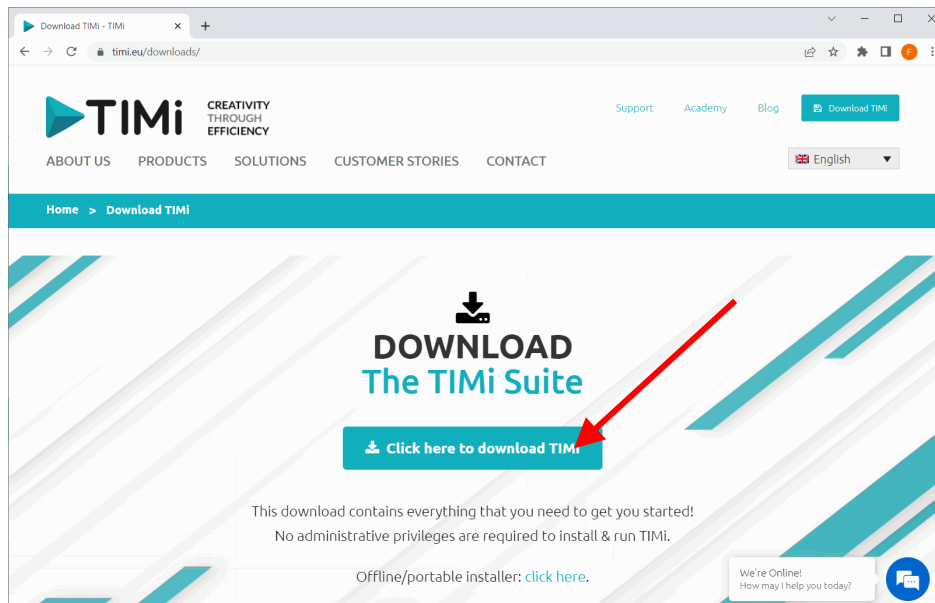 Download TIMi - TIMi
timi.eu/downloads/
F
TIMi
CREATIVITY
THROUGH
EFFICIENCY
Support Academy Blog Download TIMi
ABOUT US PRODUCTS SOLUTIONS CUSTOMER STORIES CONTACT
English
Home > Download TIMi
DOWNLOAD
The TIMi Suite
Click here to download TIMi
This download contains everything that you need to get you started!
No administrative privileges are required to install & run TIMi.
Offline/portable installer: click here.
We're Online!
How may I help you today?